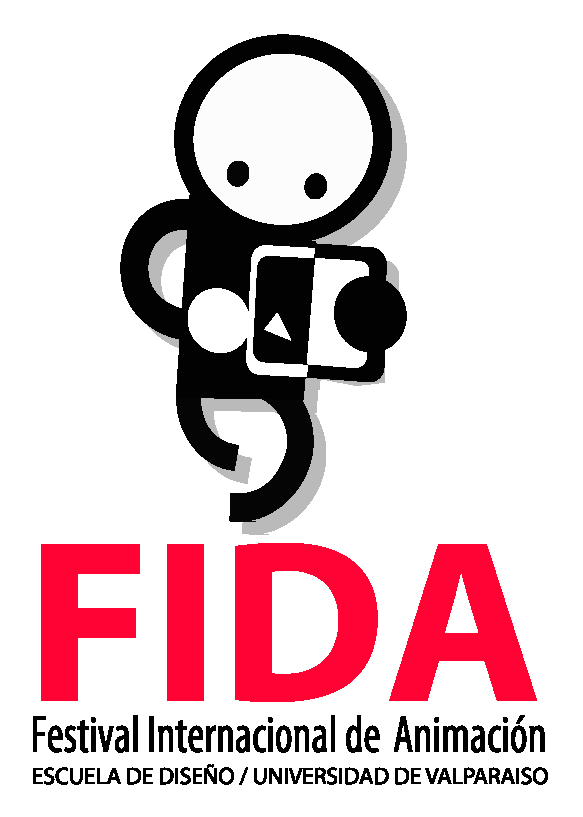 FIDA
Festival Internacional de Animación
ESCUELA DE DISEÑO / UNIVERSIDAD DE VALPARAISO